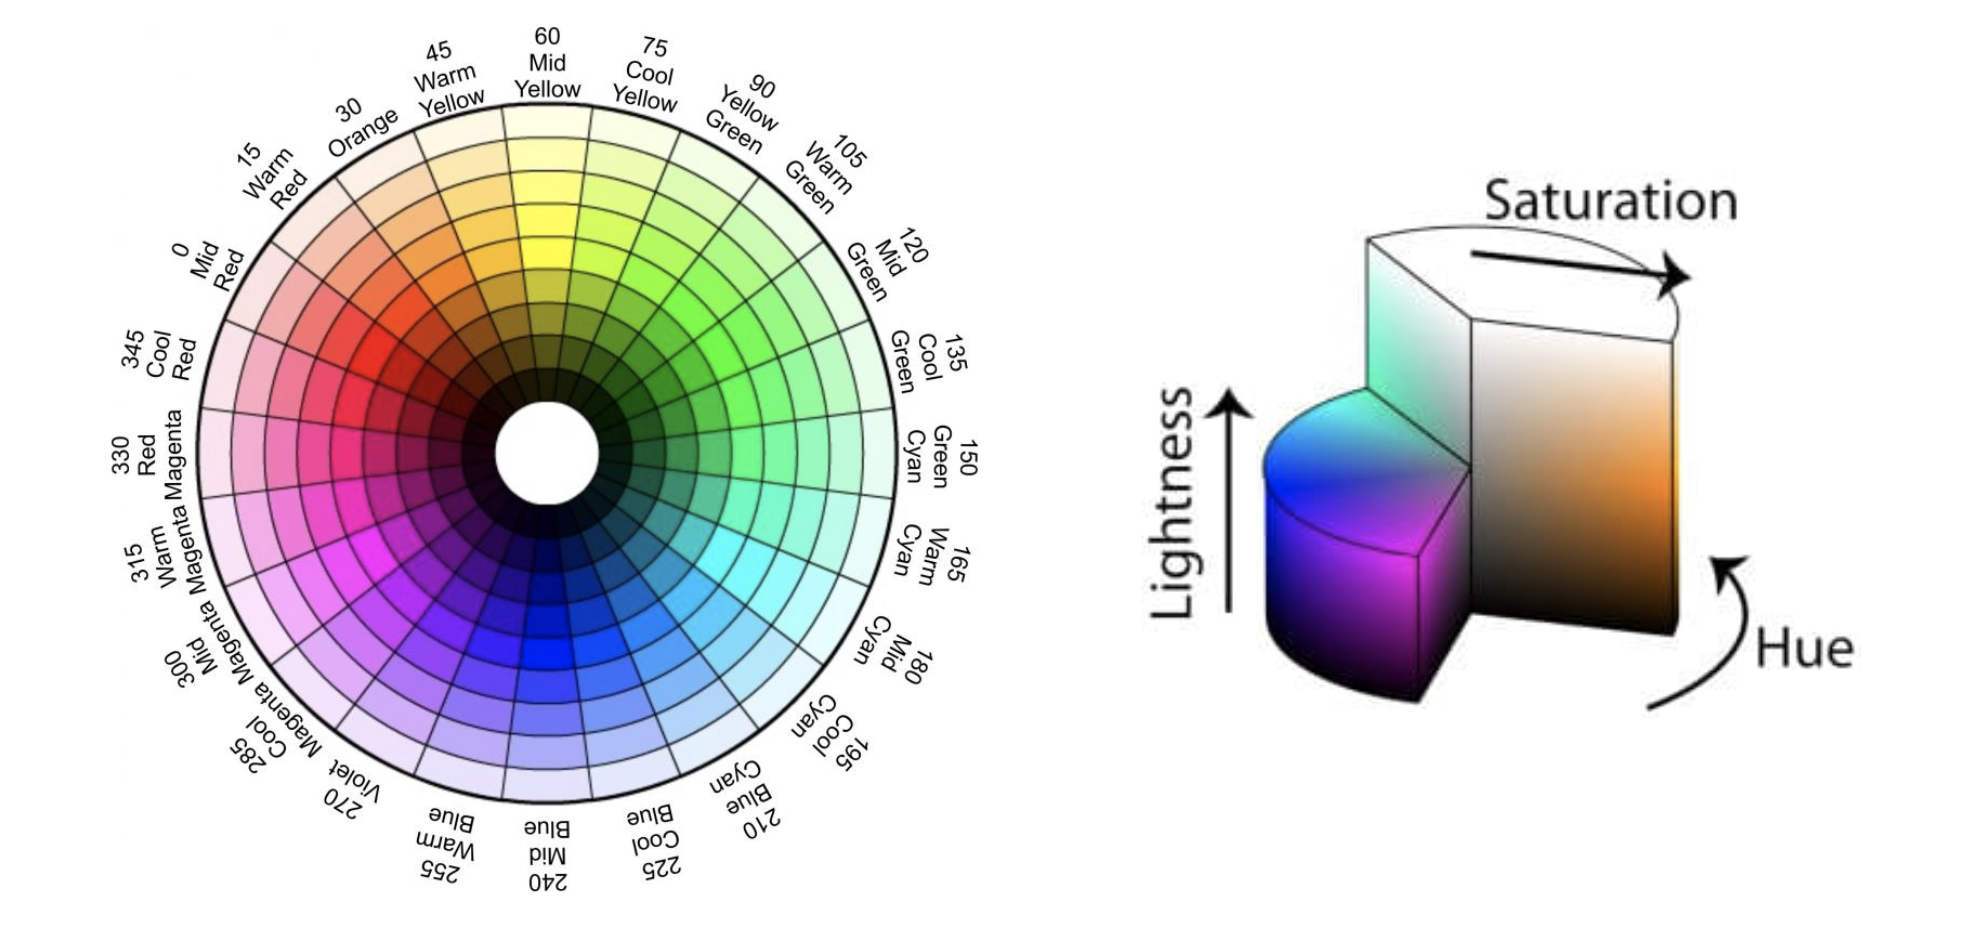 60
Mid
Yellow
75
Cool
Yellow
90
Yellow
Green
105
Warm
Green
120
Mid
Green
135
Cool
Green
150
Green
Cyan
165
Warm
Cyan
180
Mid
Cyan
195
Cool
Cyan
210
Blue
Cyan
225
Cool
Blue
240
Mid
Blue
255
Warm
Blue
270
Violet
285
Cool
Magenta
300
Mid
Magenta
315
Warm
Magenta
330
Red
Magenta
345
Cool
Red
0
Mid
Red
15
Warm
Red
30
Orange
45
Warm
Yellow
Saturation
Lightness
Hue